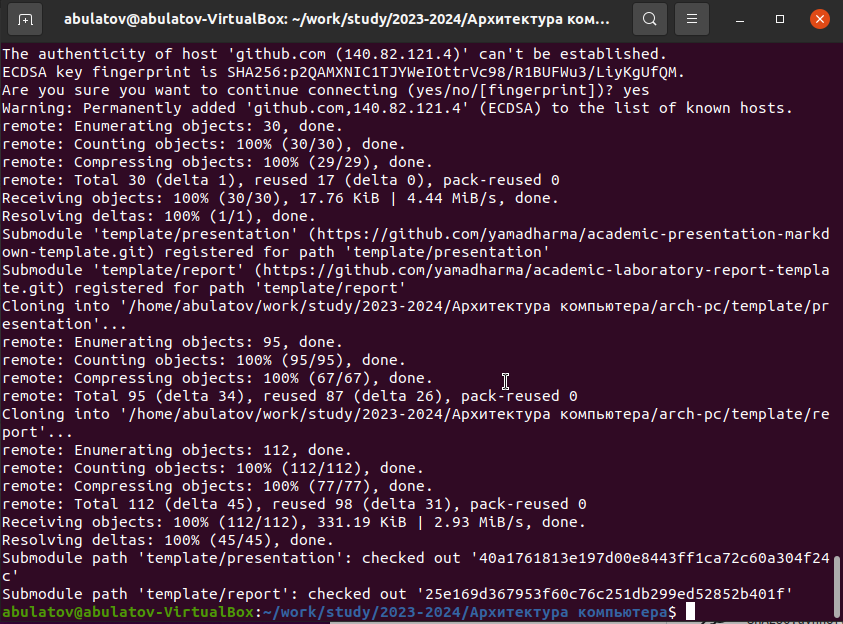 abulatov@abulatov-VirtualBox: ~/work/study/2023-2024/Архитектура ком...
The authenticity of host 'github.com (140.82.121.4)' can't be established.
ECDSA key fingerprint is SHA256:p2QAMXNIC1TJYWeIOttrVc98/R1BUFWu3/LiyKgUfQM.
Are you sure you want to continue connecting (yes/no/[fingerprint])? yes
Warning: Permanently added 'github.com,140.82.121.4' (ECDSA) to the list of known hosts.
remote: Enumerating objects: 30, done.
remote: Counting objects: 100% (30/30), done.
remote: Compressing objects: 100% (29/29), done.
remote: Total 30 (delta 1), reused 17 (delta 0), pack-reused 0
Receiving objects: 100% (30/30), 17.76 KiB | 4.44 MiB/s, done.
Resolving deltas: 100% (1/1), done.
Submodule 'template/presentation' (https://github.com/yamadharma/academic-presentation-markd
own-template.git) registered for path 'template/presentation'
Submodule 'template/report' (https://github.com/yamadharma/academic-laboratory-report-templa
te.git) registered for path 'template/report'
Cloning into '/home/abulatov/work/study/2023-2024/Архитектура компьютера/arch-pc/template/pr
esentation'...
remote: Enumerating objects: 95, done.
remote: Counting objects: 100% (95/95), done.
remote: Compressing objects: 100% (67/67), done.
remote: Total 95 (delta 34), reused 87 (delta 26), pack-reused 0
Cloning into '/home/abulatov/work/study/2023-2024/Архитектура компьютера/arch-pc/template/re
port'...
remote: Enumerating objects: 112, done.
remote: Counting objects: 100% (112/112), done.
remote: Compressing objects: 100% (77/77), done.
remote: Total 112 (delta 45), reused 98 (delta 31), pack-reused 0
Receiving objects: 100% (112/112), 331.19 KiB | 2.93 MiB/s, done.
Resolving deltas: 100% (45/45), done.
Submodule path 'template/presentation': checked out '40a1761813e197d00e8443ff1ca72c60a304f24
c'
Submodule path 'template/report': checked out '25e169d367953f60c76c251db299ed52852b401f'
abulatov@abulatov-VirtualBox:~/work/study/2023-2024/Архитектура компьютера$